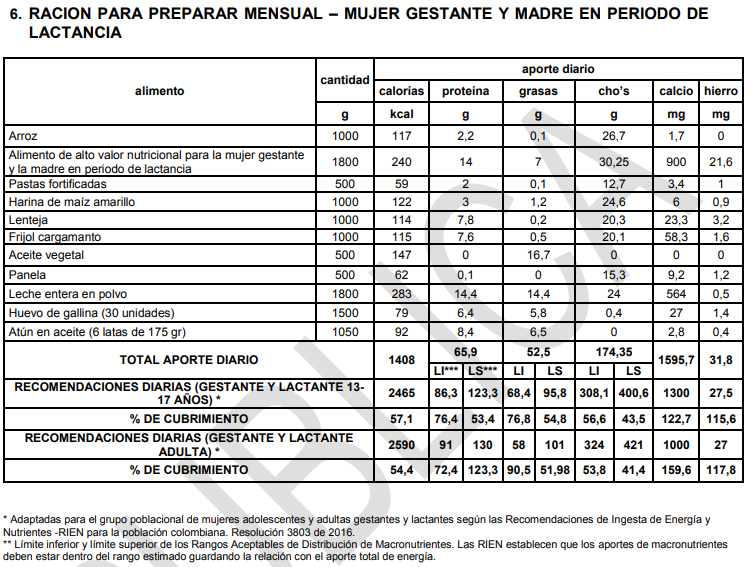 6. RACION PARA PREPARAR MENSUAL – MUJER GESTANTE Y MADRE EN PERIODO DE
LACTANCIA
alimento cantidad aporte diario
calorías proteína grasas cho's calcio hierro
g kcal g g g mg mg
Arroz 1000 117 2,2 0,1 26,7 1,7 0
Alimento de alto valor nutricional para la mujer gestante
y la madre en periodo de lactancia 1800 240 14 7 30,25 900 21,6
Pastas fortificadas 500 59 2 0,1 12,7 3,4 1
Harina de maíz amarillo 1000 122 3 1,2 24,6 6 0,9
Lenteja 1000 114 7,8 0,2 20,3 23,3 3,2
Frijol cargamanto 1000 115 7,6 0,5 20,1 58,3 1,6
Aceite vegetal 500 147 0 16,7 0 0 0
Panela 500 62 0,1 0 15,3 9,2 1,2
Leche entera en polvo 1800 283 14,4 14,4 24 564 0,5
Huevo de gallina (30 unidades) 1500 79 6,4 5,8 0,4 27 1,4
Atún en aceite (6 latas de 175 gr) 1050 92 8,4 6,5 0 2,8 0,4
TOTAL APORTE DIARIO 1408 65,9 52,5 174,35 1595,7 31,8
LI*** LS*** LI LS LI LS
RECOMENDACIONES DIARIAS (GESTANTE Y LACTANTE 13-
17 AÑOS) * 2465 86,3 123,3 68,4 95,8 308,1 400,6 1300 27,5
% DE CUBRIMIENTO 57,1 76,4 53,4 76,8 54,8 56,6 43,5 122,7 115,6
RECOMENDACIONES DIARIAS (GESTANTE Y LACTANTE
ADULTA) * 2590 91 130 58 101 324 421 1000 27
% DE CUBRIMIENTO 54,4 72,4 123,3 90,5 51,98 53,8 41,4 159,6 117,8
* Adaptadas para el grupo poblacional de mujeres adolescentes y adultas gestantes y lactantes según las Recomendaciones de Ingesta de Energía y
Nutrientes -RIEN para la población colombiana. Resolución 3803 de 2016.
** Límite inferior y límite superior de los Rangos Aceptables de Distribución de Macronutrientes. Las RIEN establecen que los aportes de macronutrientes
deben estar dentro del rango estimado guardando la relación con el aporte total de energía.
PUBLICA